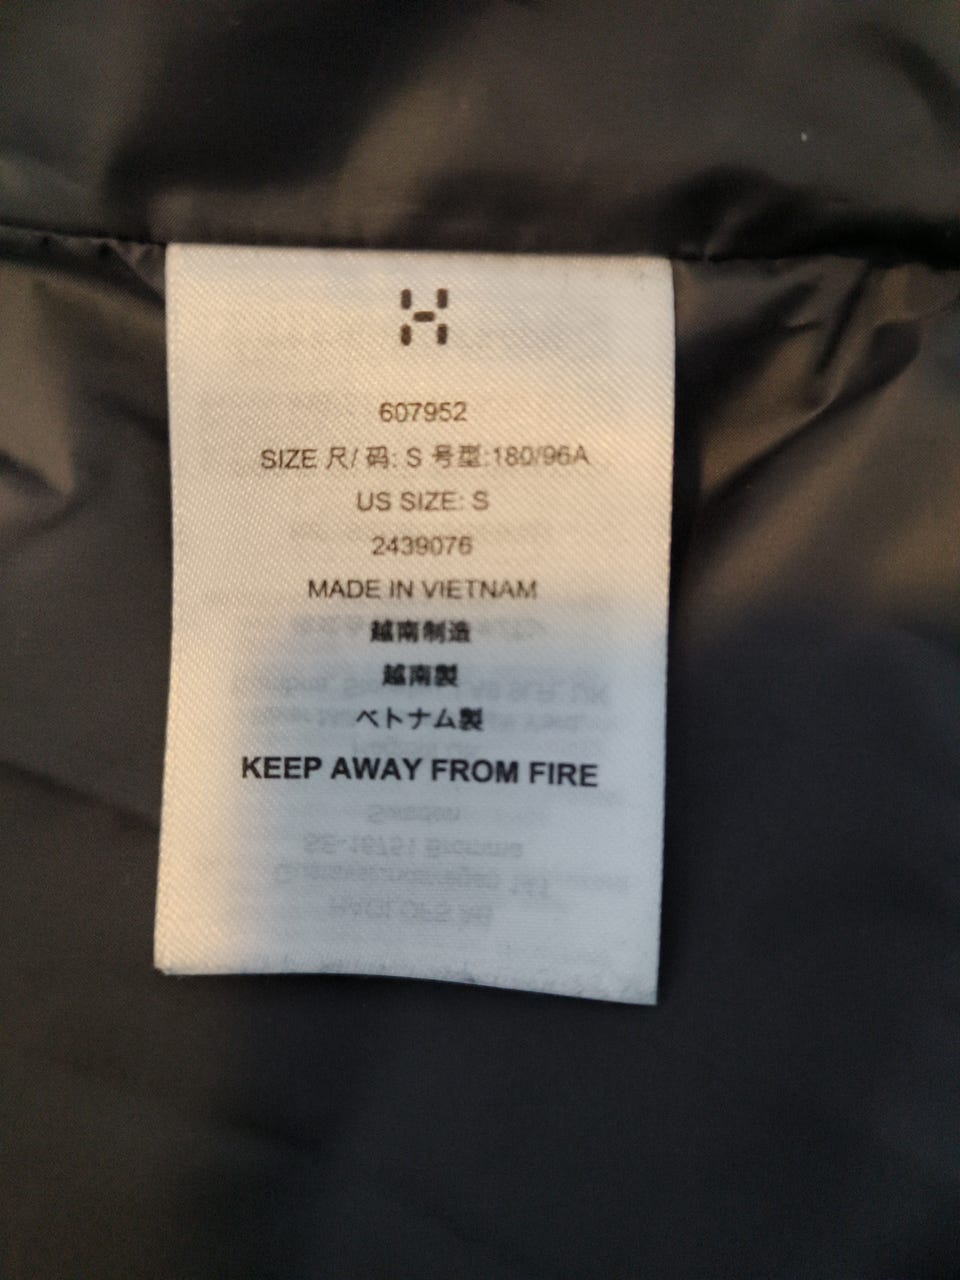 607952
SIZE 尺/ 码: S 号型:180/96A
US SIZE: S
2439076
MADE IN VIETNAM
越南制造
越南製
ベトナム製
KEEP AWAY FROM FIRE